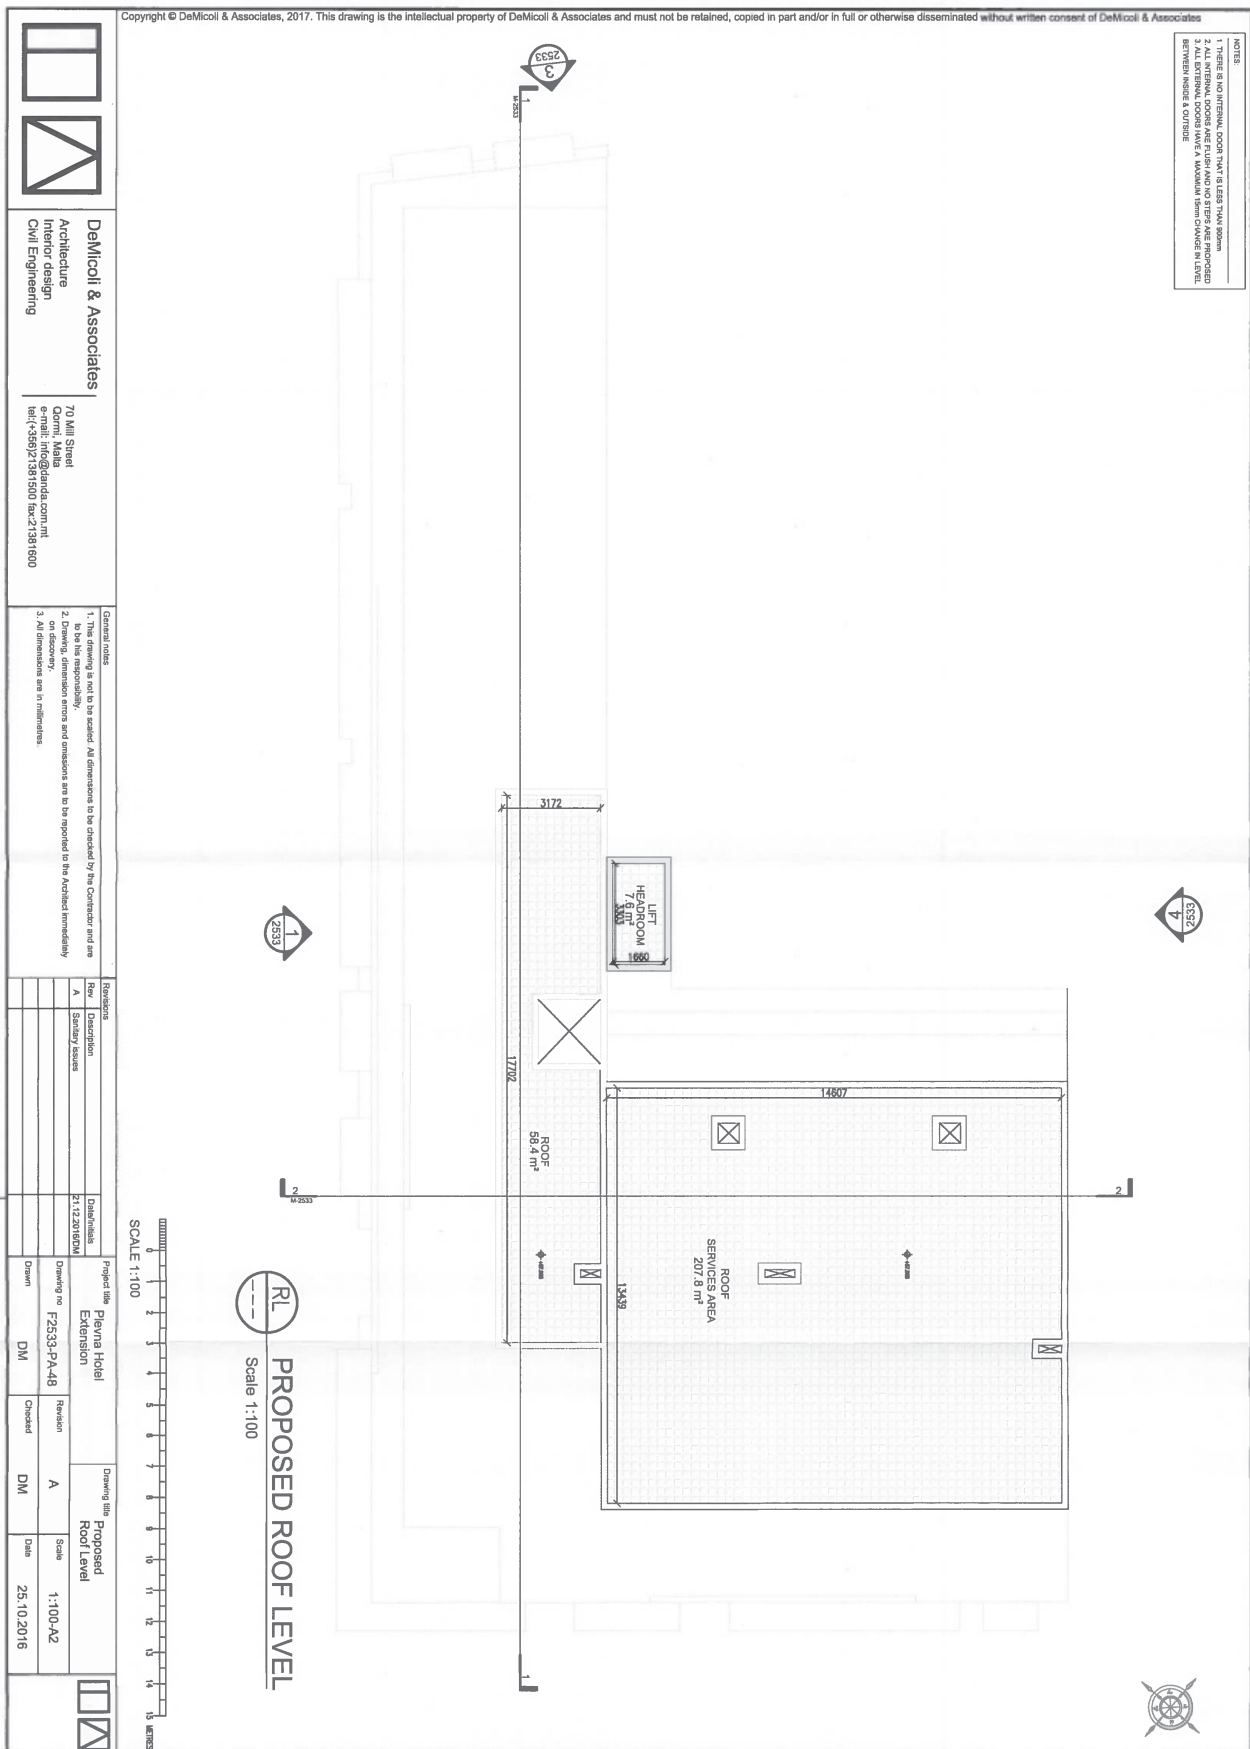 Copyright © DeMicoli & Associates, 2017. This drawing is the intellectual property of DeMicoli & Associates and must not be retained, copied in part and/or in full or otherwise disseminated without written consent of DeMicoli & Associates
NOTES:
1 THERE IS NO INTERNAL DOOR THAT IS LESS THAN 900mm
2. ALL INTERNAL DOORS ARE FLUSH AND NO STEPS ARE PROPOSED
3. ALL EXTERNAL DOORS HAVE A MAXIMUM 15mm CHANGE IN LEVEL
BETWEEN INSIDE & OUTSIDE
3
2533
1
M-2533
4
2533
1
2533
3172
LIFT
HEADROOM
7.6 m²
3303
1660
17702
14607
ROOF
58.4 m²
2
M-2533
2
ROOF
SERVICES AREA
207.8 m²
13439
1
RL
PROPOSED ROOF LEVEL
Scale 1:100
SCALE 1:100
0 1 2 3 4 5 6 7 8 9 10 11 12 13 14 15 METRES
DeMicoli & Associates
Architecture
Interior design
Civil Engineering
70 Mill Street
Qormi, Malta
e-mail: info@danda.com.mt
tel:(+356)21381500 fax:21381600
General notes
1. This drawing is not to be scaled. All dimensions to be checked by the Contractor and are
to be his responsibility.
2. Drawing, dimension errors and omissions are to be reported to the Architect immediately
on discovery.
3. All dimensions are in millimetres
Revisions
Rev Description Date/Initials
A Sanitary issues 21.12.2016/DM
Project title
Plevna Hotel
Extension
Drawing title
Proposed
Roof Level
Drawing no F2533-PA-48
Revision A
Scale 1:100-A2
Drawn DM
Checked DM
Date 25.10.2016